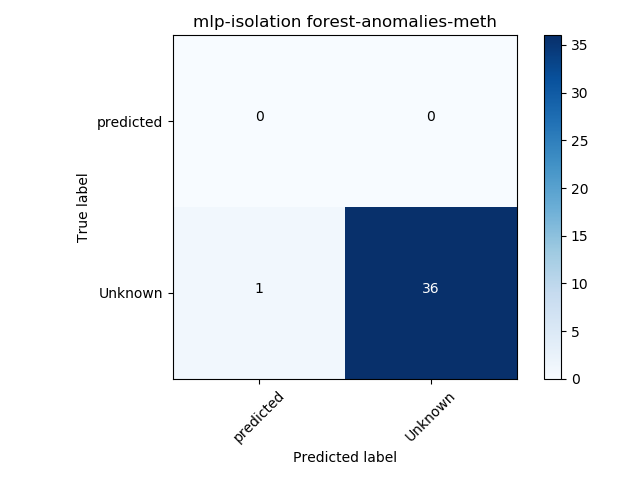 mlp-isolation forest-anomalies-meth
35
30
25
20
15
10
5
0
True label
predicted
0
0
Unknown
1
36
predicted
Unknown
Predicted label